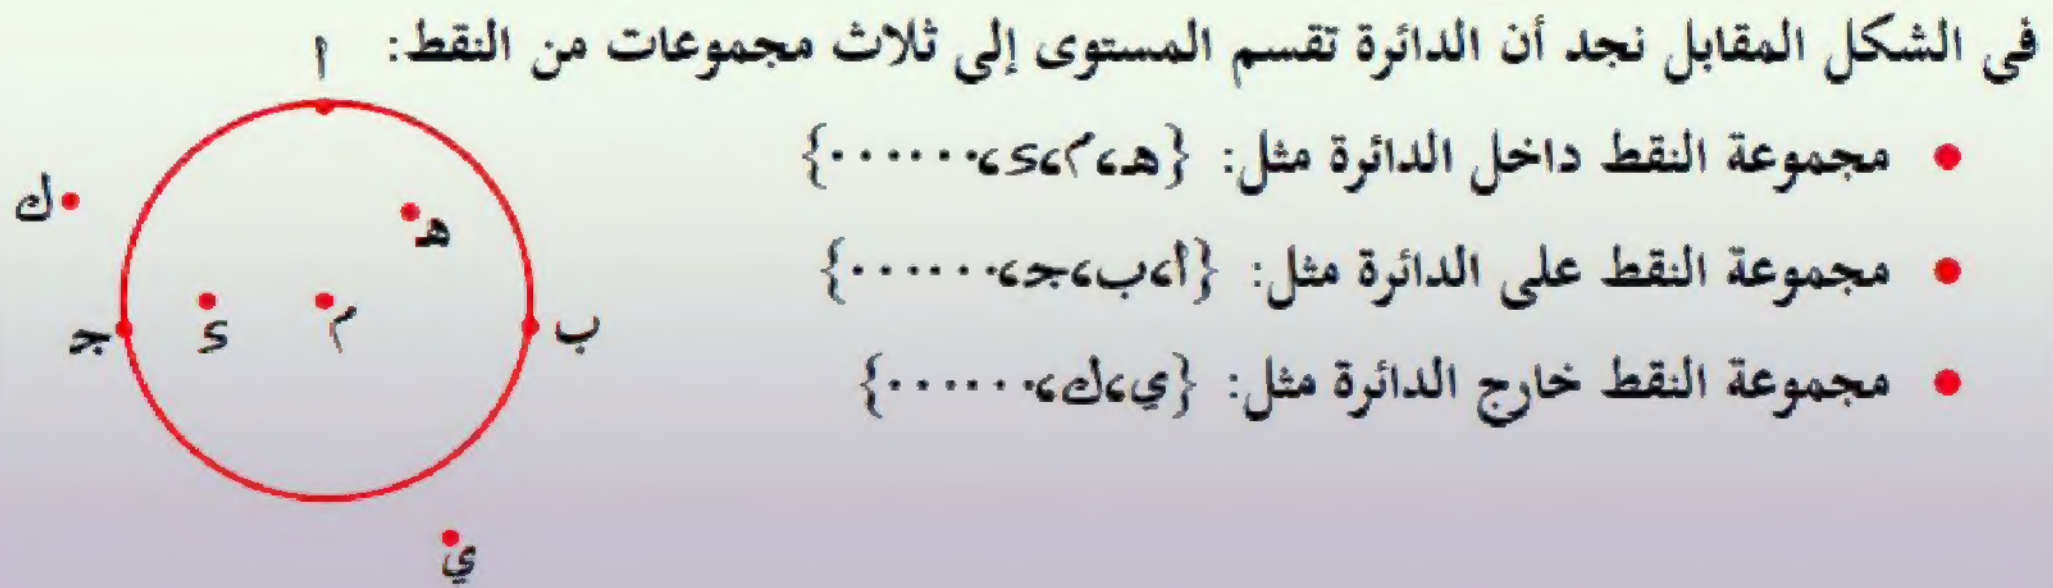 فى الشكل المقابل نجد أن الدائرة تقسم المستوى إلى ثلاث مجموعات من النقط:
• مجموعة النقط داخل الدائرة مثل: {هـ، م، ء، ......}
• مجموعة النقط على الدائرة مثل: {أ، ب، جـ، ......}
• مجموعة النقط خارج الدائرة مثل: {ي، ك، ......}
ا
ك
هـ
جـ
ء
م
ب
ي